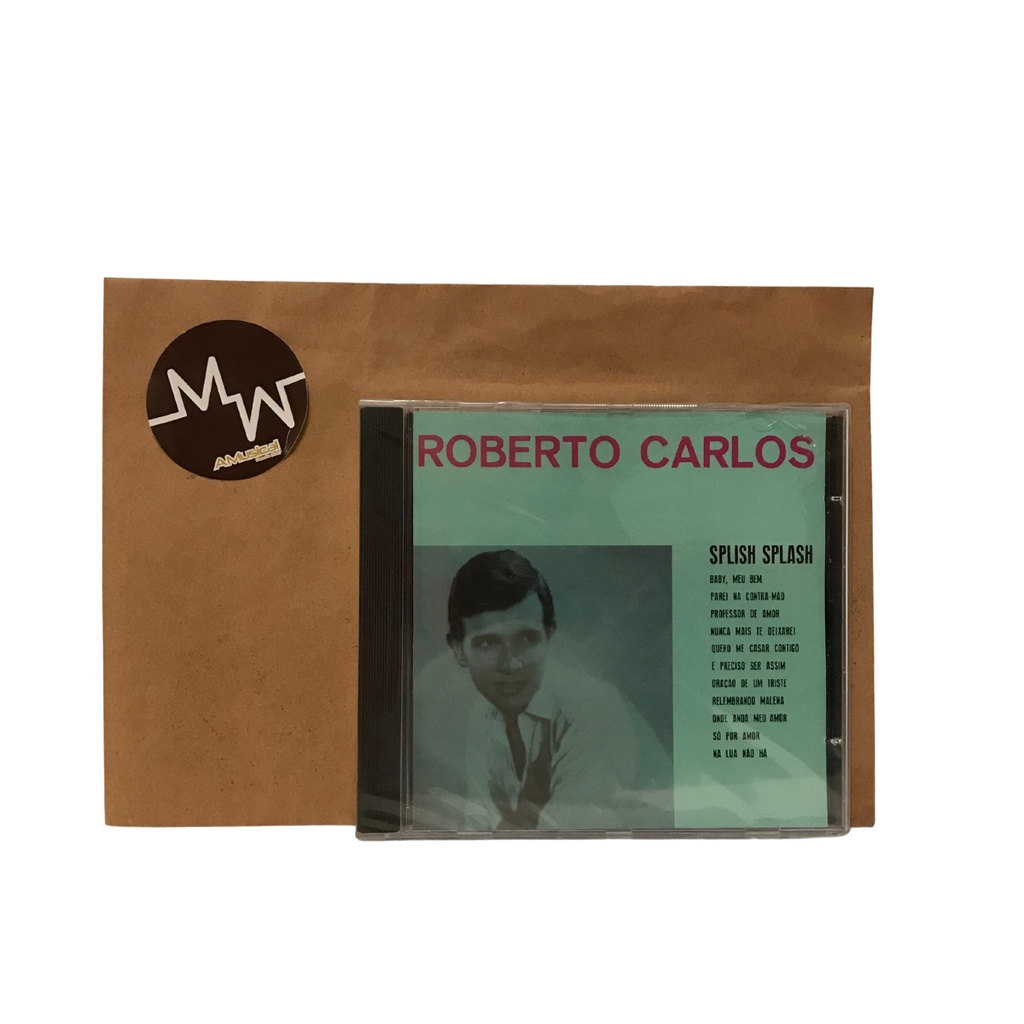 MW
AMusical
ROBERTO CARLOS
SPLISH SPLASH
BABY, MEU BEM
PAREI NA CONTRA-MÃO
PROFESSOR DE AMOR
NUNCA MAIS TE DEIXAREI
QUERO ME CASAR CONTIGO
É PRECISO SER ASSIM
ORAÇÃO DE UM TRISTE
RELEMBRANDO MALENA
ONDE ANDA MEU AMOR
SÓ POR AMOR
NA LUA NÃO HÁ